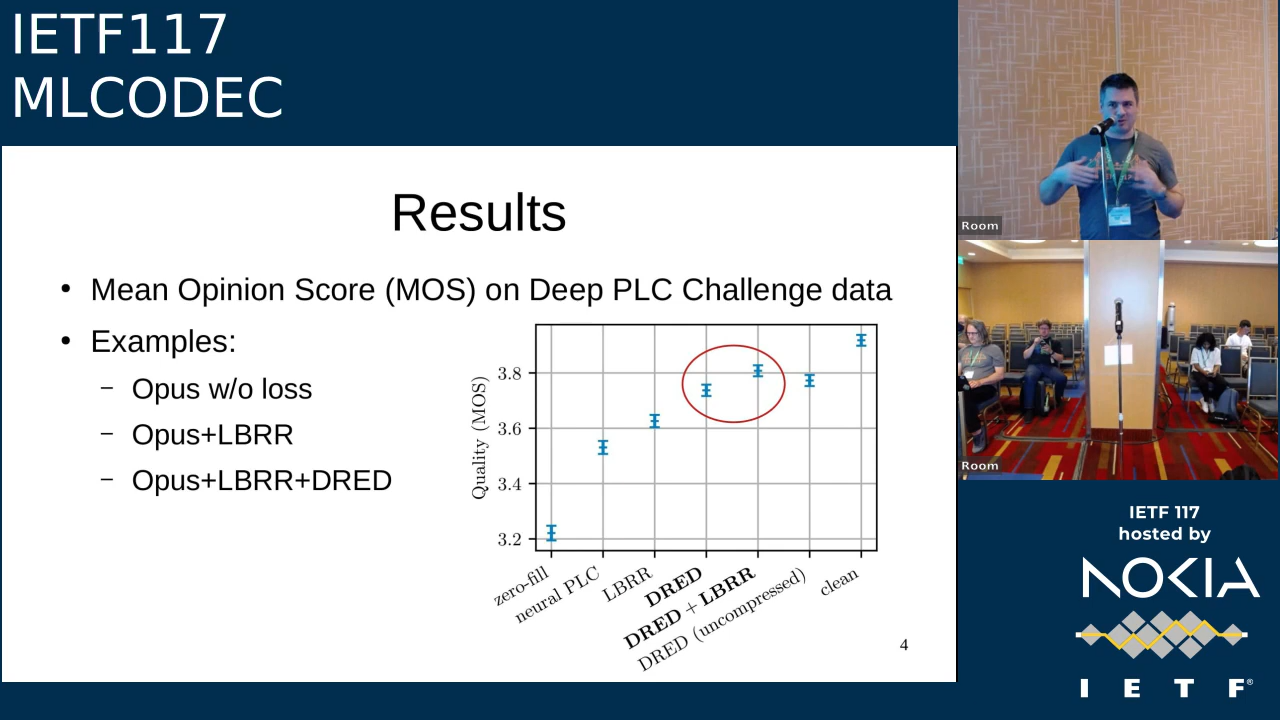 IETF117
MLCODEC
Results
• Mean Opinion Score (MOS) on Deep PLC Challenge data
• Examples:
– Opus w/o loss
– Opus+LBRR
– Opus+LBRR+DRED
Quality (MOS)
3.8
3.6
3.4
3.2
zero-fill
neural PLC
LBRR
DRED
DRED + LBRR
DRED (uncompressed)
clean
4
Room
Room
IETF 117
hosted by
NOKIA
I E T F®